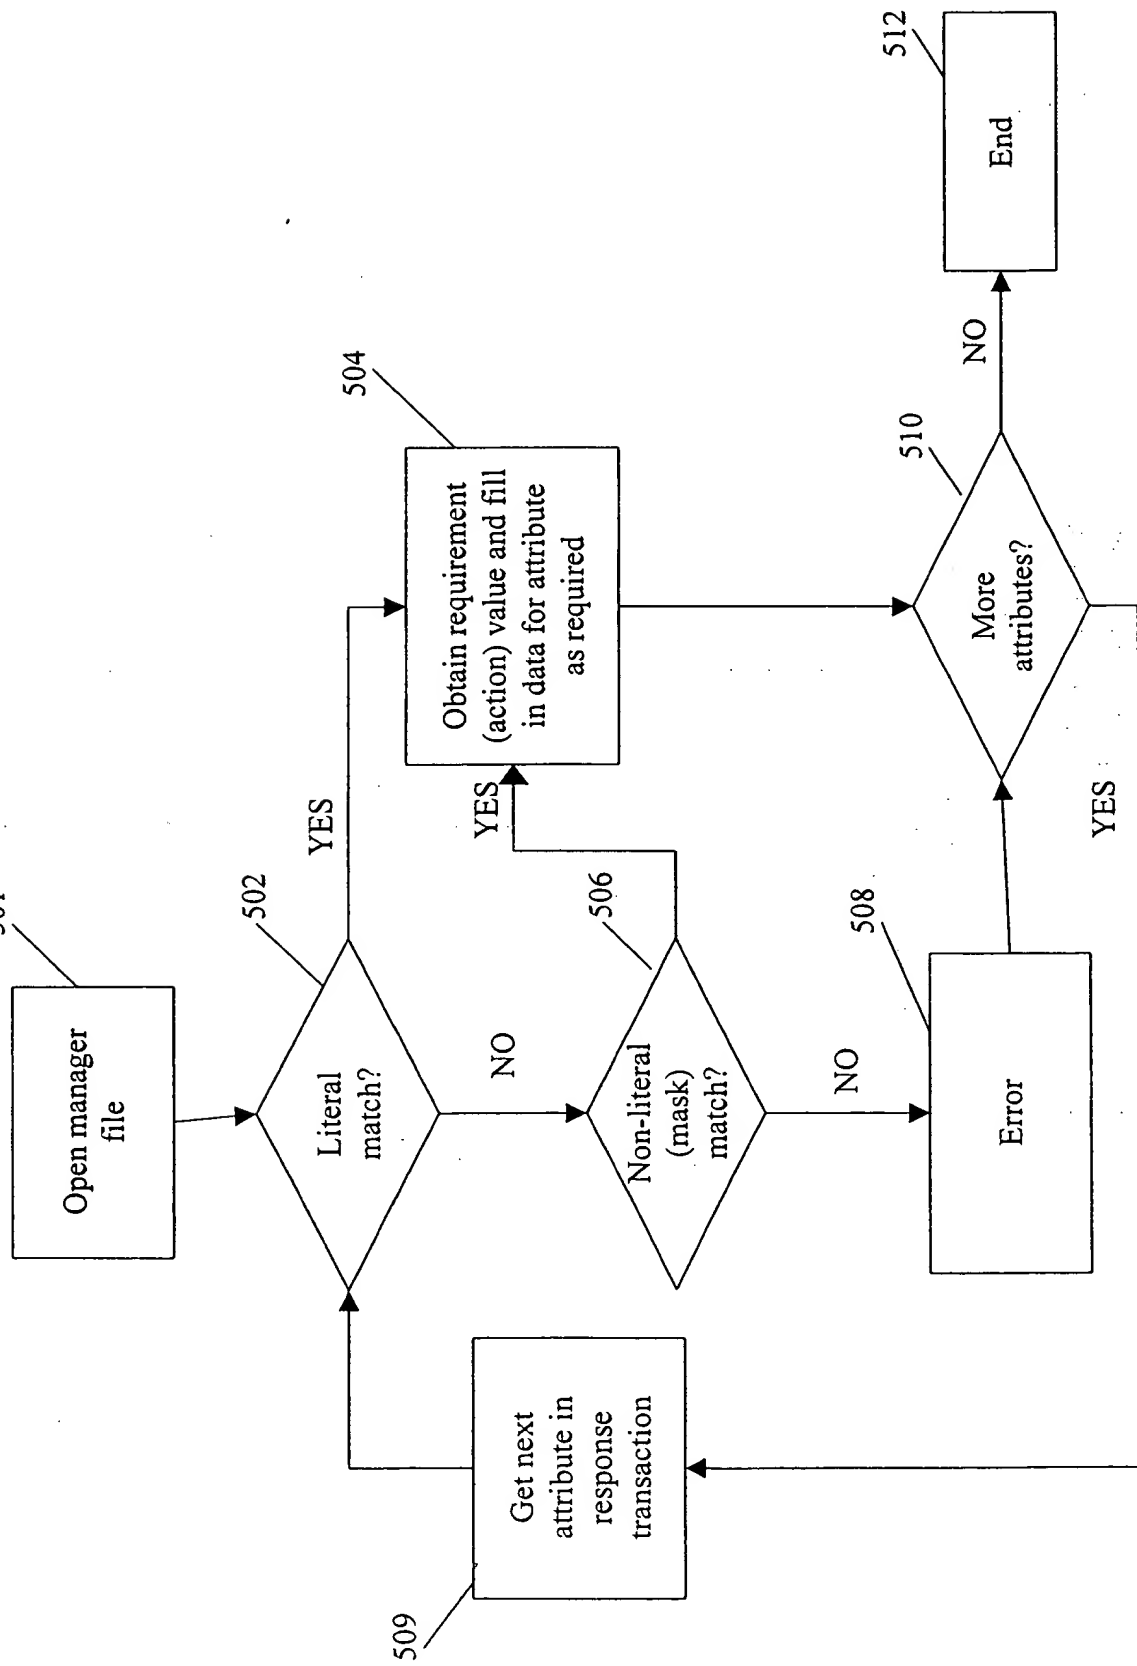 Open manager
file
502
Literal
match?
YES
NO
504
Obtain requirement
(action) value and fill
in data for attribute
as required
509
Get next
attribute in
response
transaction
506
Non-literal
(mask)
match?
YES
NO
508
Error
510
More
attributes?
YES
NO
512
End